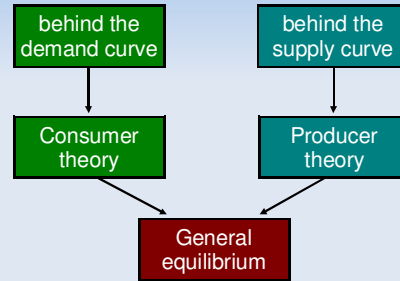 behind the
demand curve
behind the
supply curve
Consumer
theory
Producer
theory
General
equilibrium